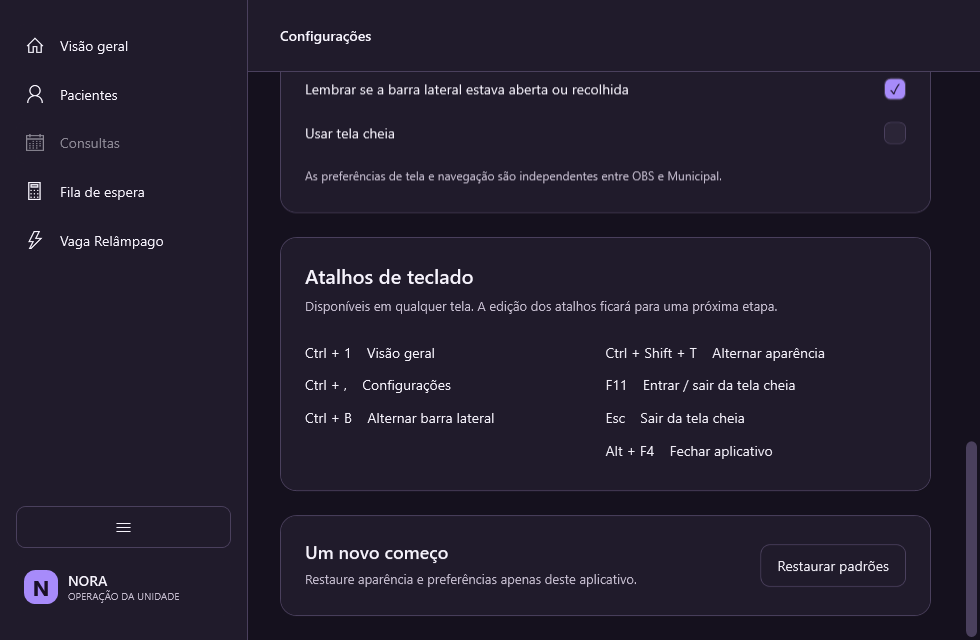 Visão geral
Pacientes
Consultas
Fila de espera
Vaga Relâmpago
N
NORA
OPERAÇÃO DA UNIDADE
Configurações
Lembrar se a barra lateral estava aberta ou recolhida
Usar tela cheia
As preferências de tela e navegação são independentes entre OBS e Municipal.
Atalhos de teclado
Disponíveis em qualquer tela. A edição dos atalhos ficará para uma próxima etapa.
Ctrl + 1 Visão geral
Ctrl + , Configurações
Ctrl + B Alternar barra lateral
Ctrl + Shift + T Alternar aparência
F11 Entrar / sair da tela cheia
Esc Sair da tela cheia
Alt + F4 Fechar aplicativo
Um novo começo
Restaure aparência e preferências apenas deste aplicativo.
Restaurar padrões